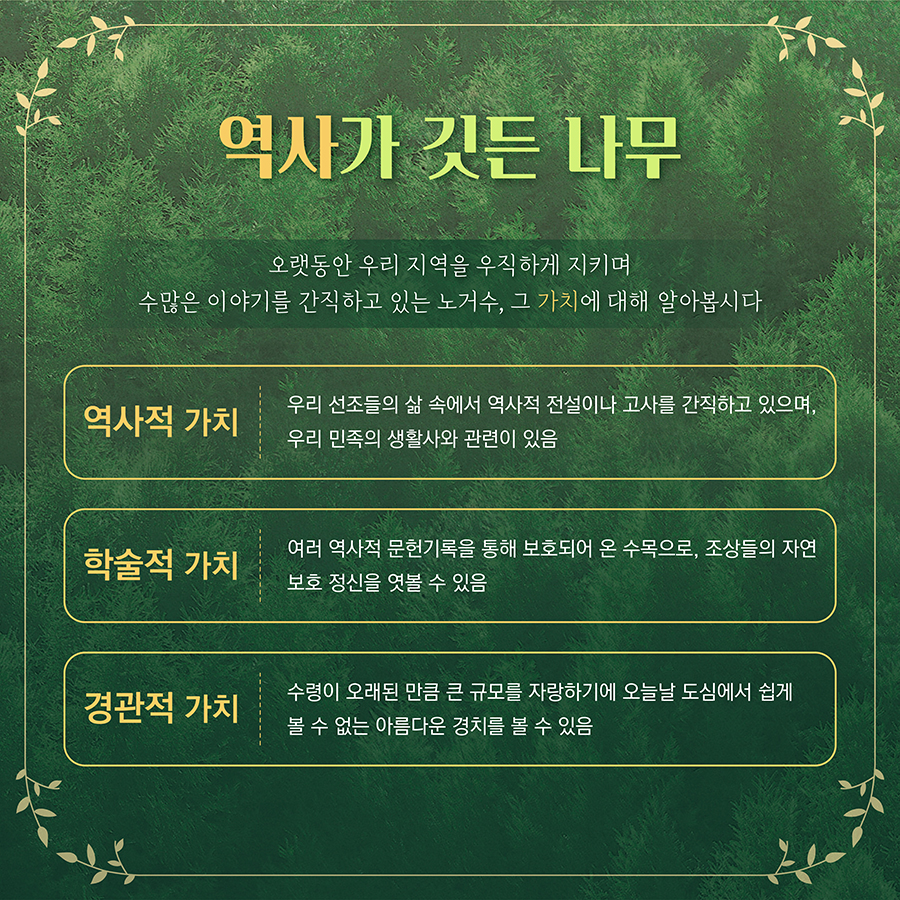 역사가 깃든 나무
오랫동안 우리 지역을 우직하게 지키며
수많은 이야기를 간직하고 있는 노거수, 그 가치에 대해 알아봅시다
역사적 가치
우리 선조들의 삶 속에서 역사적 전설이나 고사를 간직하고 있으며,
우리 민족의 생활사와 관련이 있음
학술적 가치
여러 역사적 문헌기록을 통해 보호되어 온 수목으로, 조상들의 자연
보호 정신을 엿볼 수 있음
경관적 가치
수령이 오래된 만큼 큰 규모를 자랑하기에 오늘날 도심에서 쉽게
볼 수 없는 아름다운 경치를 볼 수 있음